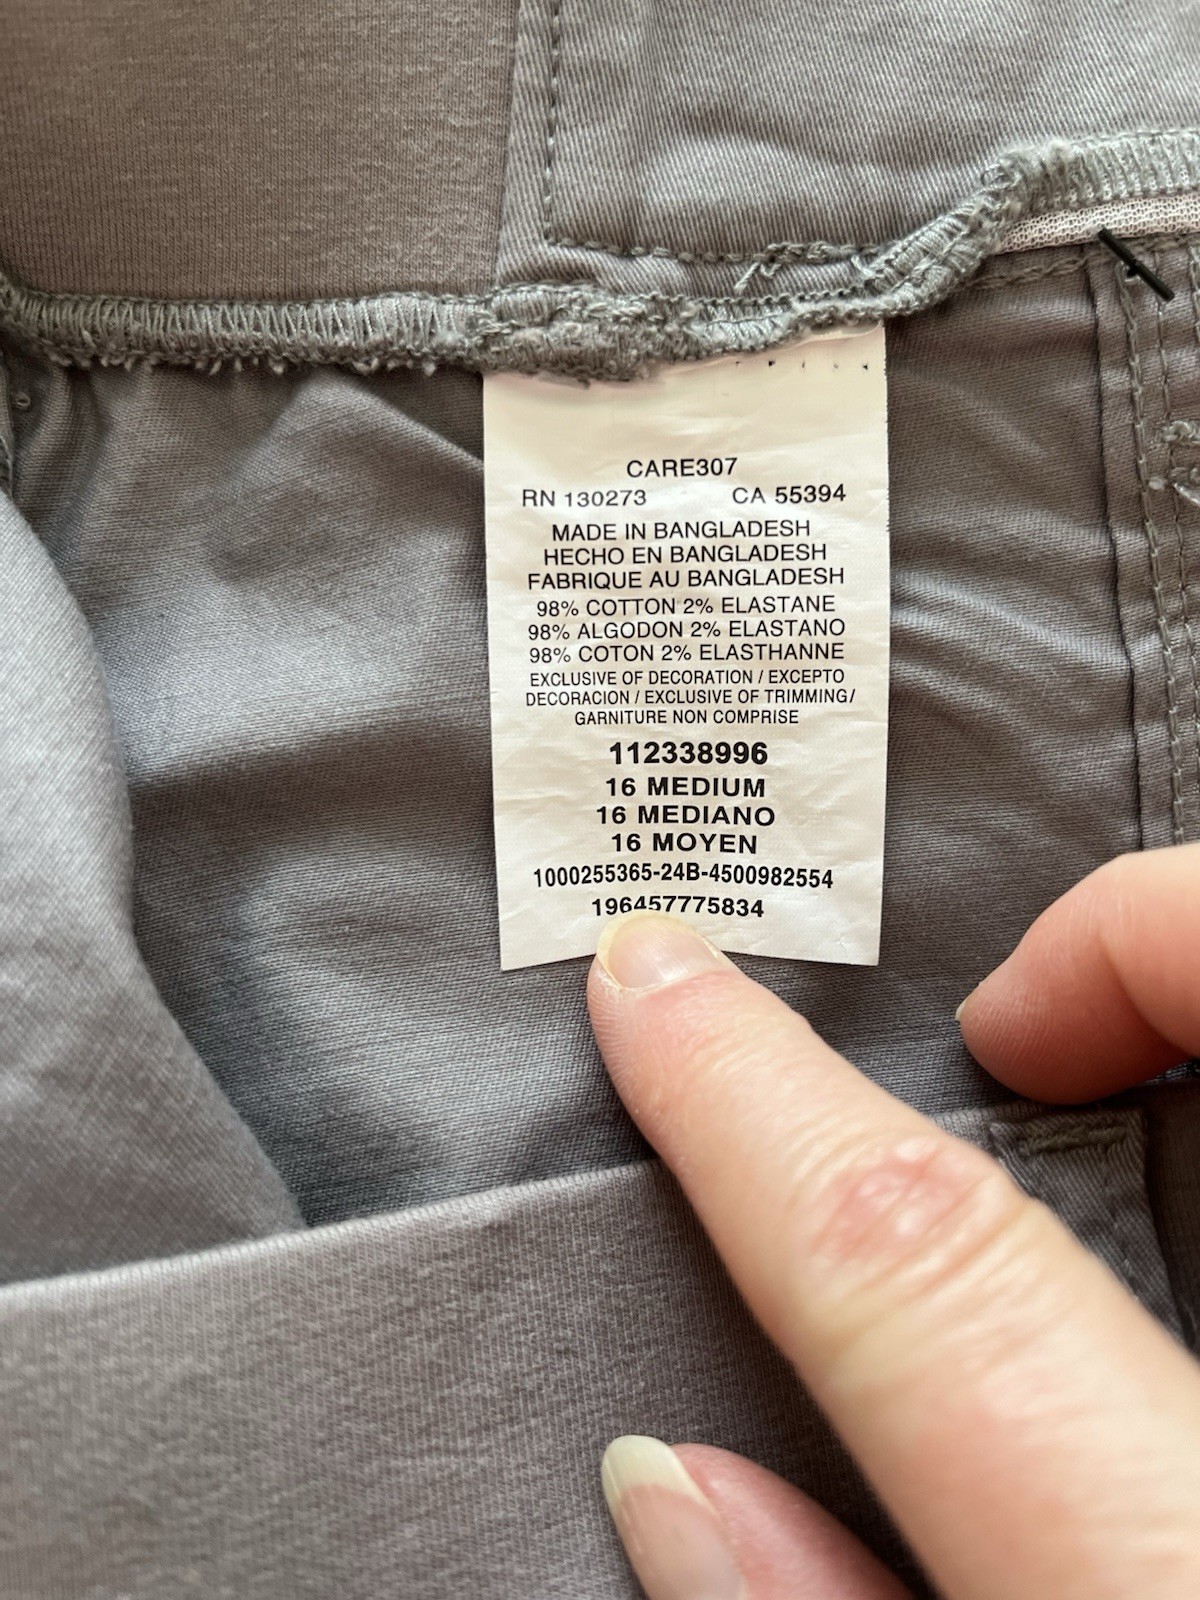 CARE307
RN 130273 CA 55394
MADE IN BANGLADESH
HECHO EN BANGLADESH
FABRIQUE AU BANGLADESH
98% COTTON 2% ELASTANE
98% ALGODON 2% ELASTANO
98% COTON 2% ELASTHANNE
EXCLUSIVE OF DECORATION / EXCEPTO
DECORACION / EXCLUSIVE OF TRIMMING/
GARNITURE NON COMPRISE
112338996
16 MEDIUM
16 MEDIANO
16 MOYEN
1000255365-24B-4500982554
196457775834